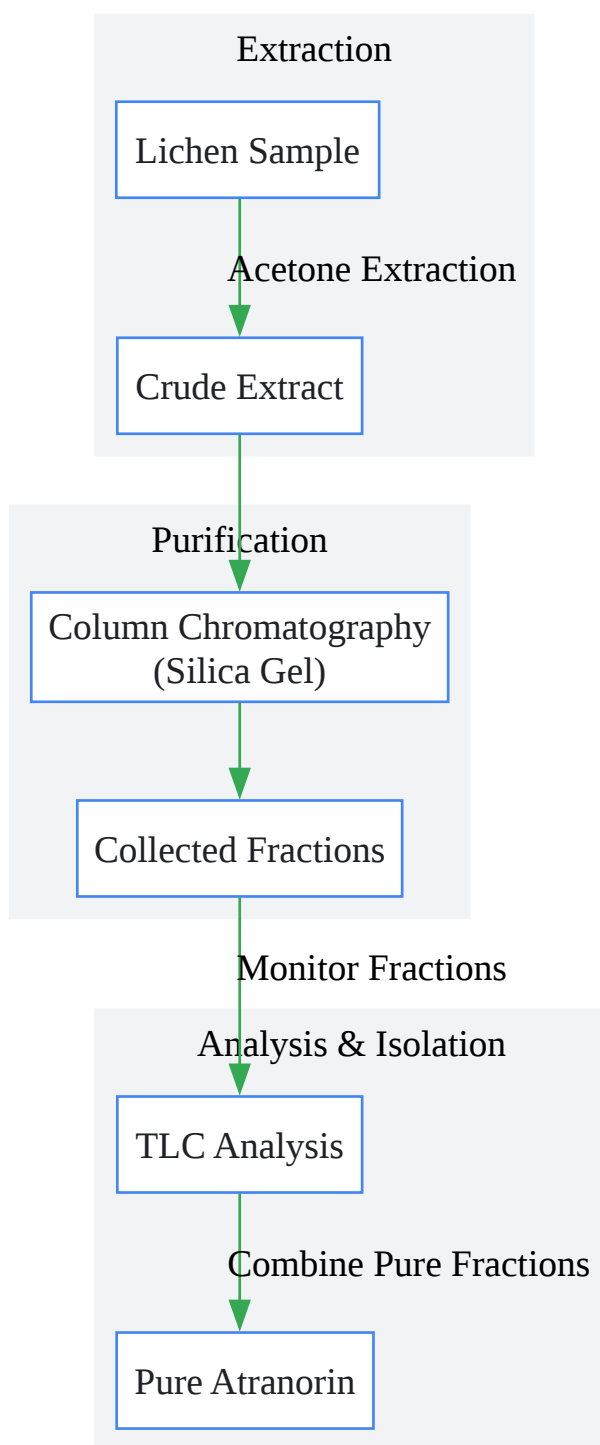 Extraction
Lichen Sample
Acetone Extraction
Crude Extract
Purification
Column Chromatography
(Silica Gel)
Collected Fractions
Monitor Fractions
Analysis & Isolation
TLC Analysis
Combine Pure Fractions
Pure Atranorin